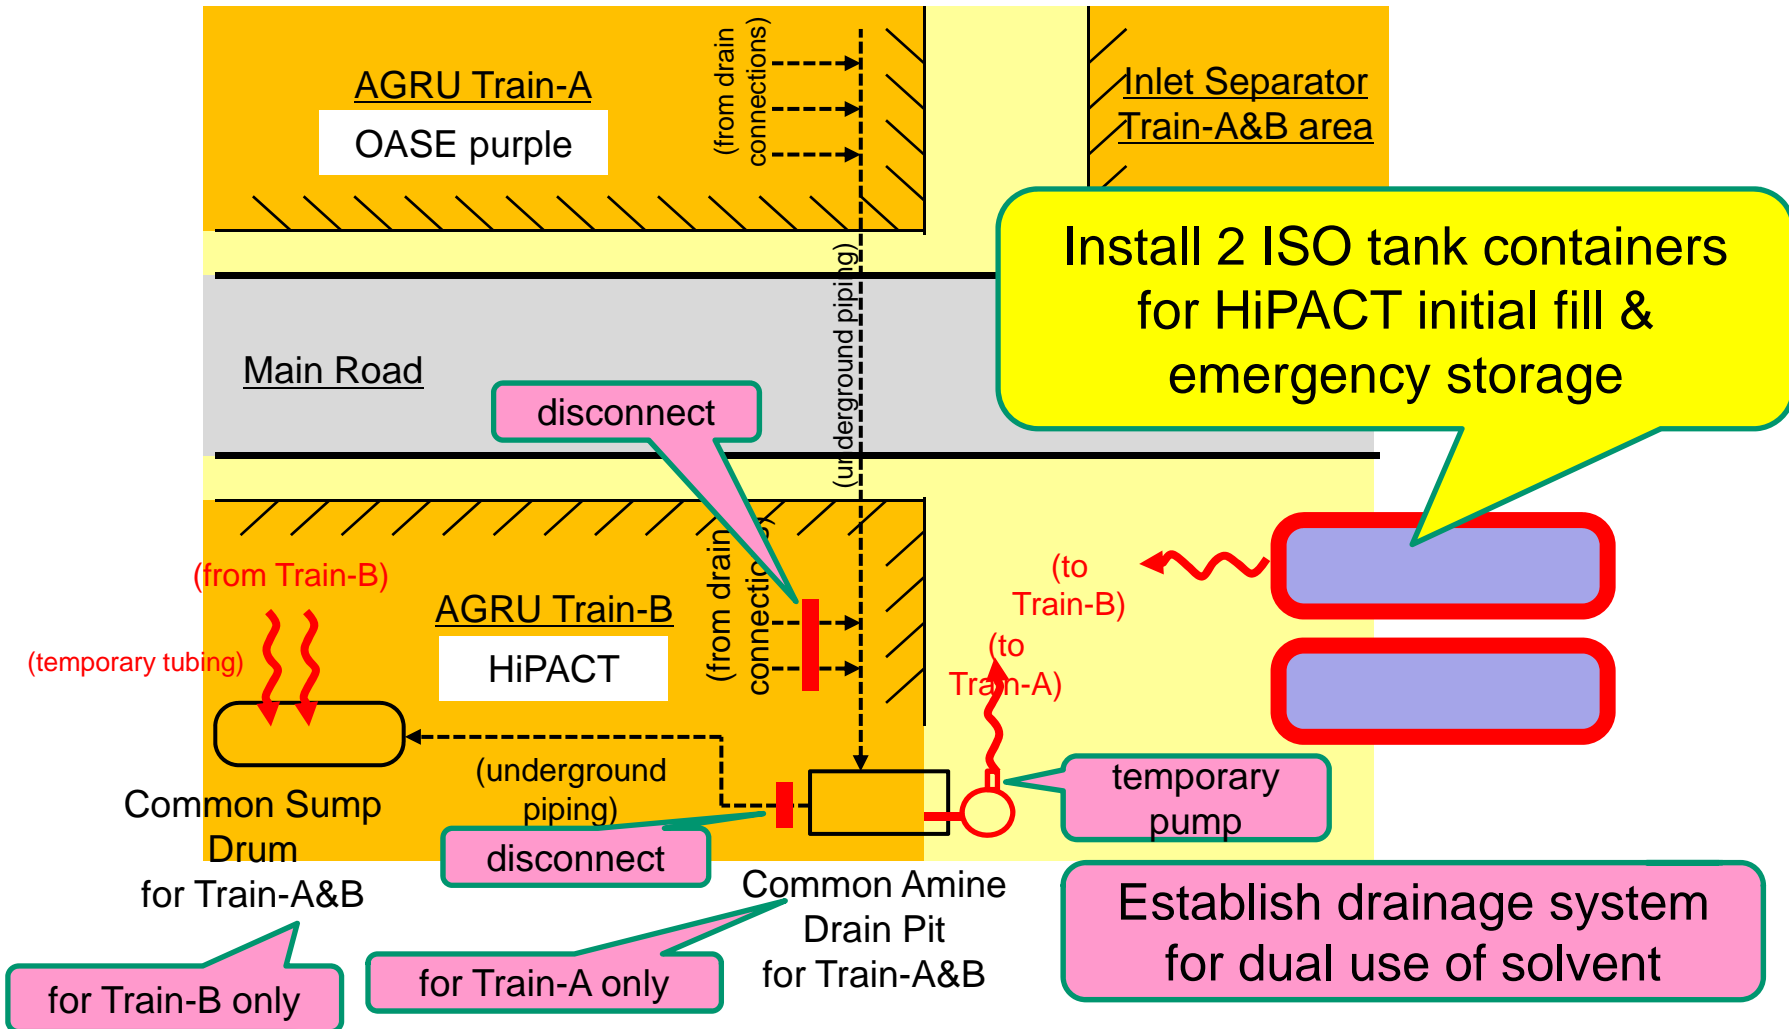 AGRU Train-A
OASE purple
(from drain
connections)
Inlet Separator
Train-A&B area
Install 2 ISO tank containers
for HiPACT initial fill &
emergency storage
(underground piping)
Main Road
disconnect
(from Train-B)
(temporary tubing)
AGRU Train-B
HiPACT
(from drain
connections)
(to
Train-B)
(to
Train-A)
(underground
piping)
temporary
pump
Common Sump
Drum
for Train-A&B
disconnect
Common Amine
Drain Pit
for Train-A&B
for Train-B only
for Train-A only
Establish drainage system
for dual use of solvent